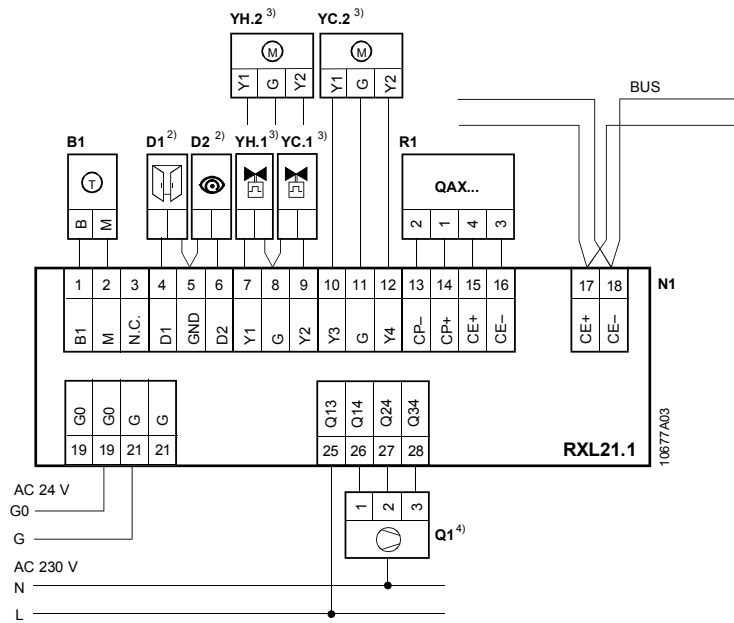 YH.2 3) YC.2 3)
M M
Y1 G Y2 Y1 G Y2
BUS
B1 D1 2) D2 2) YH.1 3) YC.1 3) R1
T QAX...
B M 2 1 4 3
1 2 3 4 5 6 7 8 9 10 11 12 13 14 15 16 17 18 N1
B1 M N.C. D1 GND D2 Y1 G Y2 Y3 G Y4 CP– CP+ CE+ CE– CE+ CE–
G0 G0 G G Q13 Q14 Q24 Q34
19 19 21 21 25 26 27 28 RXL21.1
10677A03
AC 24 V
G0
1 2 3
G
Q1 4)
AC 230 V
N
L